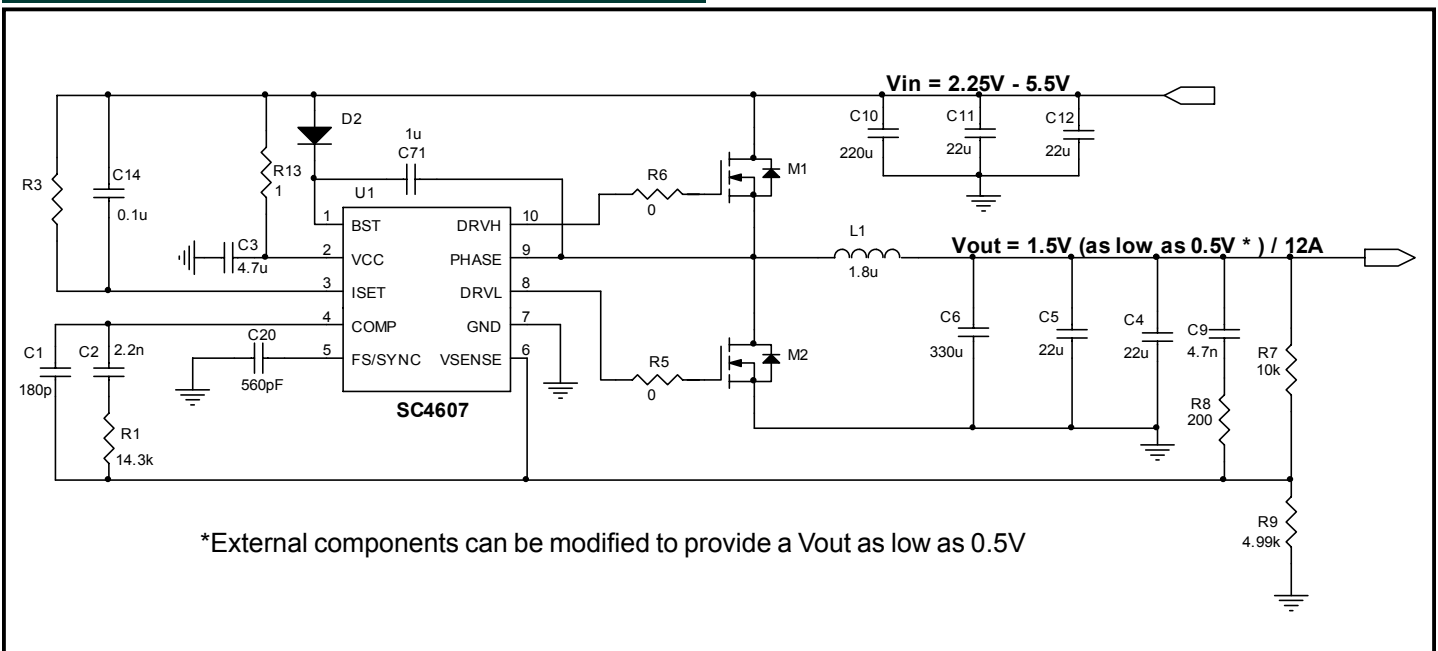 Vin = 2.25V - 5.5V
D2
C10
C11
C12
1u
220u
22u
22u
C71
R13
1
R3
C14
0.1u
R6
0
M1
U1
1
BST
DRVH
10
C3
4.7u
2
VCC
PHASE
9
L1
1.8u
Vout = 1.5V (as low as 0.5V * ) / 12A
3
ISET
DRVL
8
4
COMP
GND
7
C20
560pF
5
FS/SYNC
VSENSE
6
SC4607
C1
180p
C2
2.2n
R1
14.3k
R5
0
M2
C6
330u
C5
22u
C4
22u
C9
4.7n
R7
10k
R8
200
R9
4.99k
*External components can be modified to provide a Vout as low as 0.5V